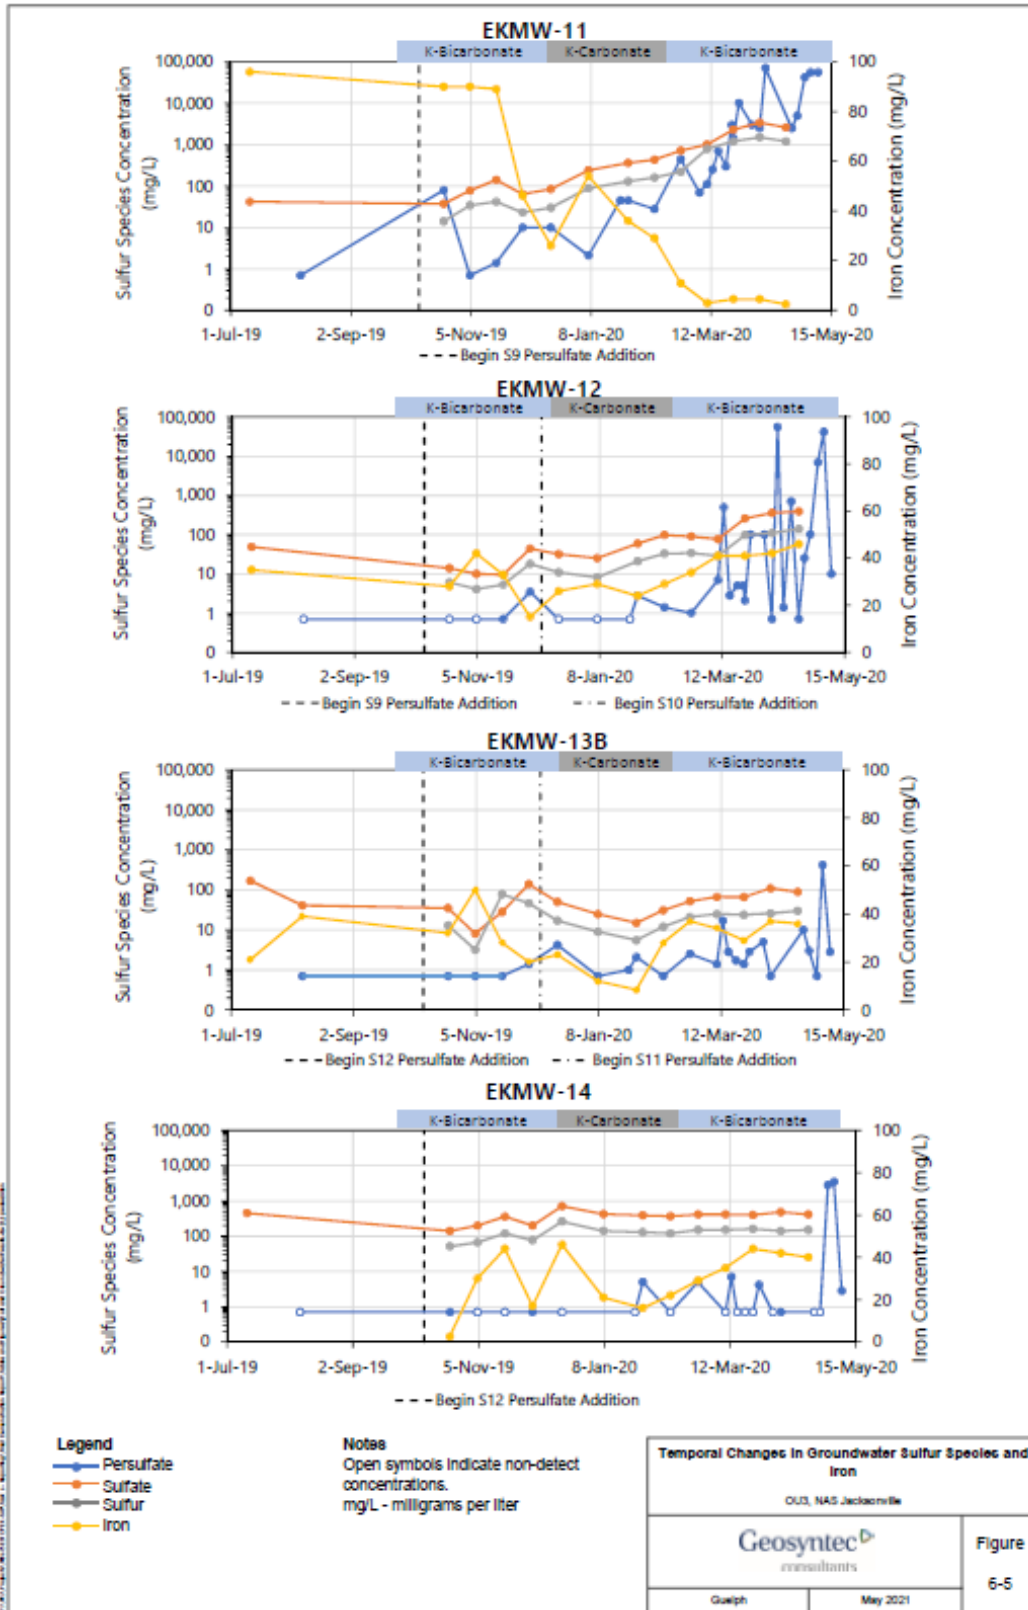 EKMW-11
K-Bicarbonate K-Carbonate K-Bicarbonate
Sulfur Species Concentration
(mg/L)
100,000
10,000
1,000
100
10
1
0
100
80
60
40
20
0
Iron Concentration (mg/L)
1-Jul-19 2-Sep-19 5-Nov-19 8-Jan-20 12-Mar-20 15-May-20
Begin S9 Persulfate Addition
EKMW-12
K-Bicarbonate K-Carbonate K-Bicarbonate
Sulfur Species Concentration
(mg/L)
100,000
10,000
1,000
100
10
1
0
100
80
60
40
20
0
Iron Concentration (mg/L)
1-Jul-19 2-Sep-19 5-Nov-19 8-Jan-20 12-Mar-20 15-May-20
Begin S9 Persulfate Addition Begin S10 Persulfate Addition
EKMW-13B
K-Bicarbonate K-Carbonate K-Bicarbonate
Sulfur Species Concentration
(mg/L)
100,000
10,000
1,000
100
10
1
0
100
80
60
40
20
0
Iron Concentration (mg/L)
1-Jul-19 2-Sep-19 5-Nov-19 8-Jan-20 12-Mar-20 15-May-20
Begin S12 Persulfate Addition Begin S11 Persulfate Addition
EKMW-14
K-Bicarbonate K-Carbonate K-Bicarbonate
Sulfur Species Concentration
(mg/L)
100,000
10,000
1,000
100
10
1
0
100
80
60
40
20
0
Iron Concentration (mg/L)
1-Jul-19 2-Sep-19 5-Nov-19 8-Jan-20 12-Mar-20 15-May-20
Begin S12 Persulfate Addition
Legend
Persulfate
Sulfate
Sulfur
Iron
Notes
Open symbols indicate non-detect
concentrations.
mg/L - milligrams per liter
Temporal Changes in Groundwater Sulfur Species and
Iron
OU3, NAS Jacksonville
Geosyntec
consultants
Figure
6-5
Guelph May 2021